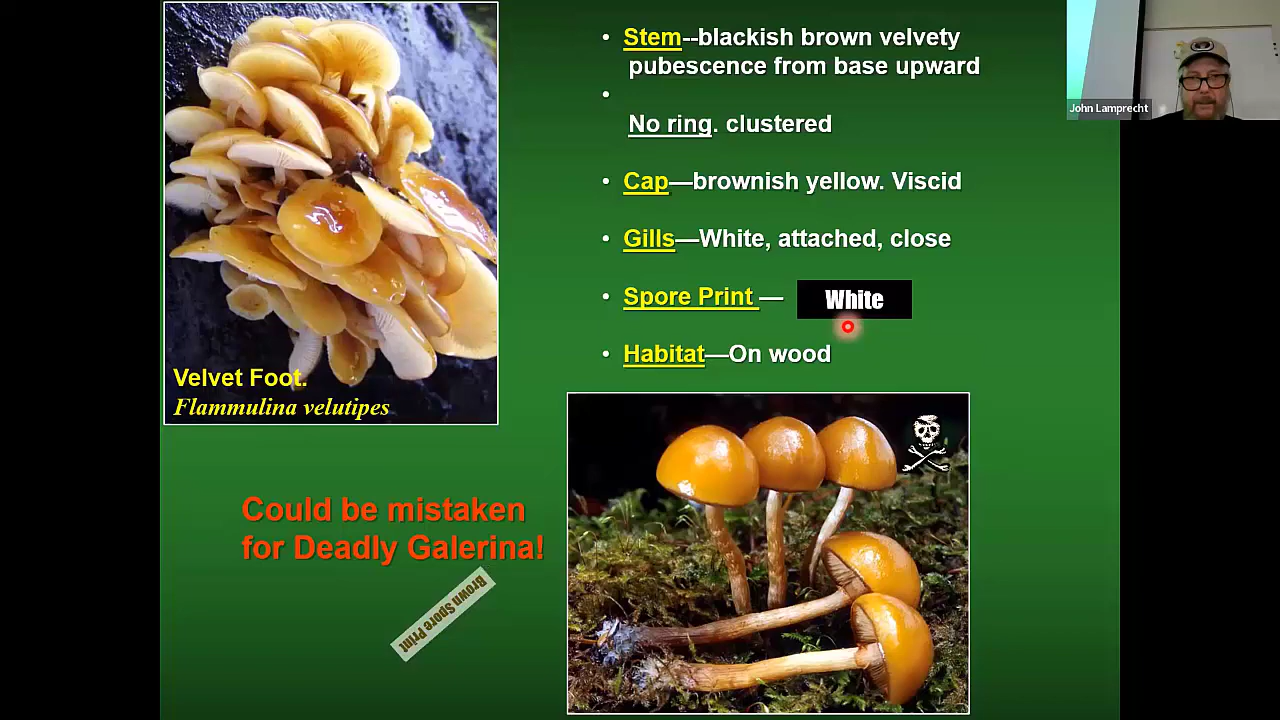 Stem--blackish brown velvety
pubescence from base upward
No ring. clustered
Cap—brownish yellow. Viscid
Gills—White, attached, close
Spore Print — White
Habitat—On wood
Velvet Foot.
Flammulina velutipes
Could be mistaken
for Deadly Galerina!
Brown Spore Print
John Lamprecht